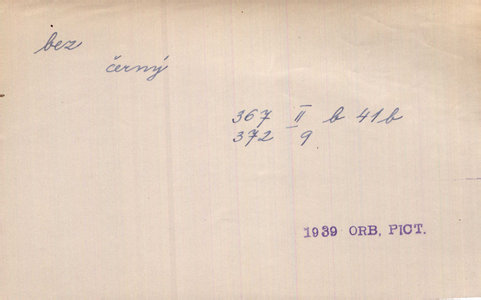 bez
černý
367 II b 41b
372 9
1939 ORB. PICT.